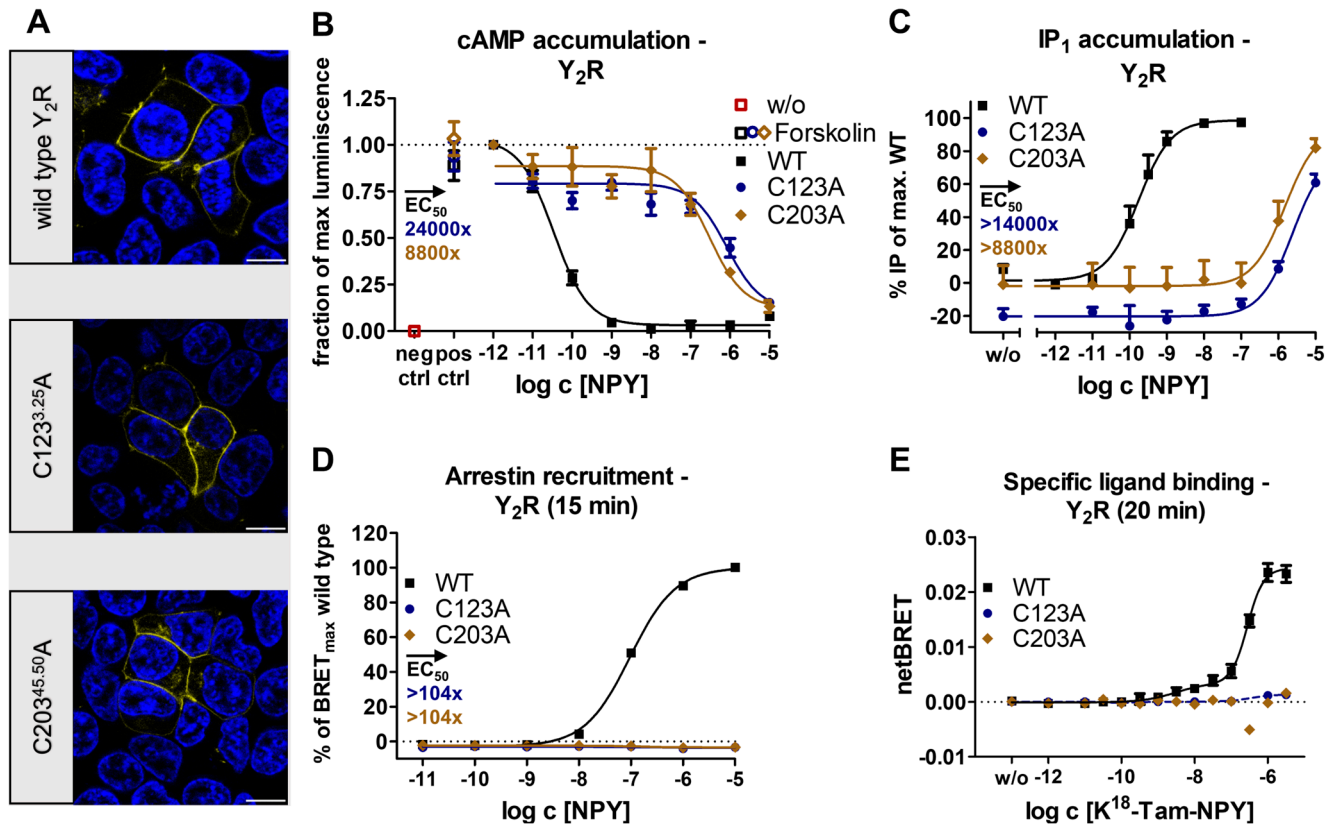 A
wild type Y₂R
C123³·²⁵A
C203⁴⁵·⁵⁰A
B
cAMP accumulation -
Y₂R
fraction of max luminiscence
1.25
1.00
0.75
0.50
0.25
0.00
w/o
Forskolin
WT
C123A
C203A
EC₅₀
24000x
8800x
neg pos -12 -11 -10 -9 -8 -7 -6 -5
ctrl ctrl
log c [NPY]
C
IP₁ accumulation -
Y₂R
% IP of max. WT
100
80
60
40
20
0
-20
WT
C123A
C203A
EC₅₀
>14000x
>8800x
w/o -12 -11 -10 -9 -8 -7 -6 -5
log c [NPY]
D
Arrestin recruitment -
Y₂R (15 min)
% of BRETmax wild type
120
100
80
60
40
20
0
WT
C123A
C203A
EC₅₀
>104x
>104x
-11 -10 -9 -8 -7 -6 -5
log c [NPY]
E
Specific ligand binding -
Y₂R (20 min)
netBRET
0.03
0.02
0.01
0.00
-0.01
WT
C123A
C203A
w/o -12 -10 -8 -6
log c [K¹⁸-Tam-NPY]